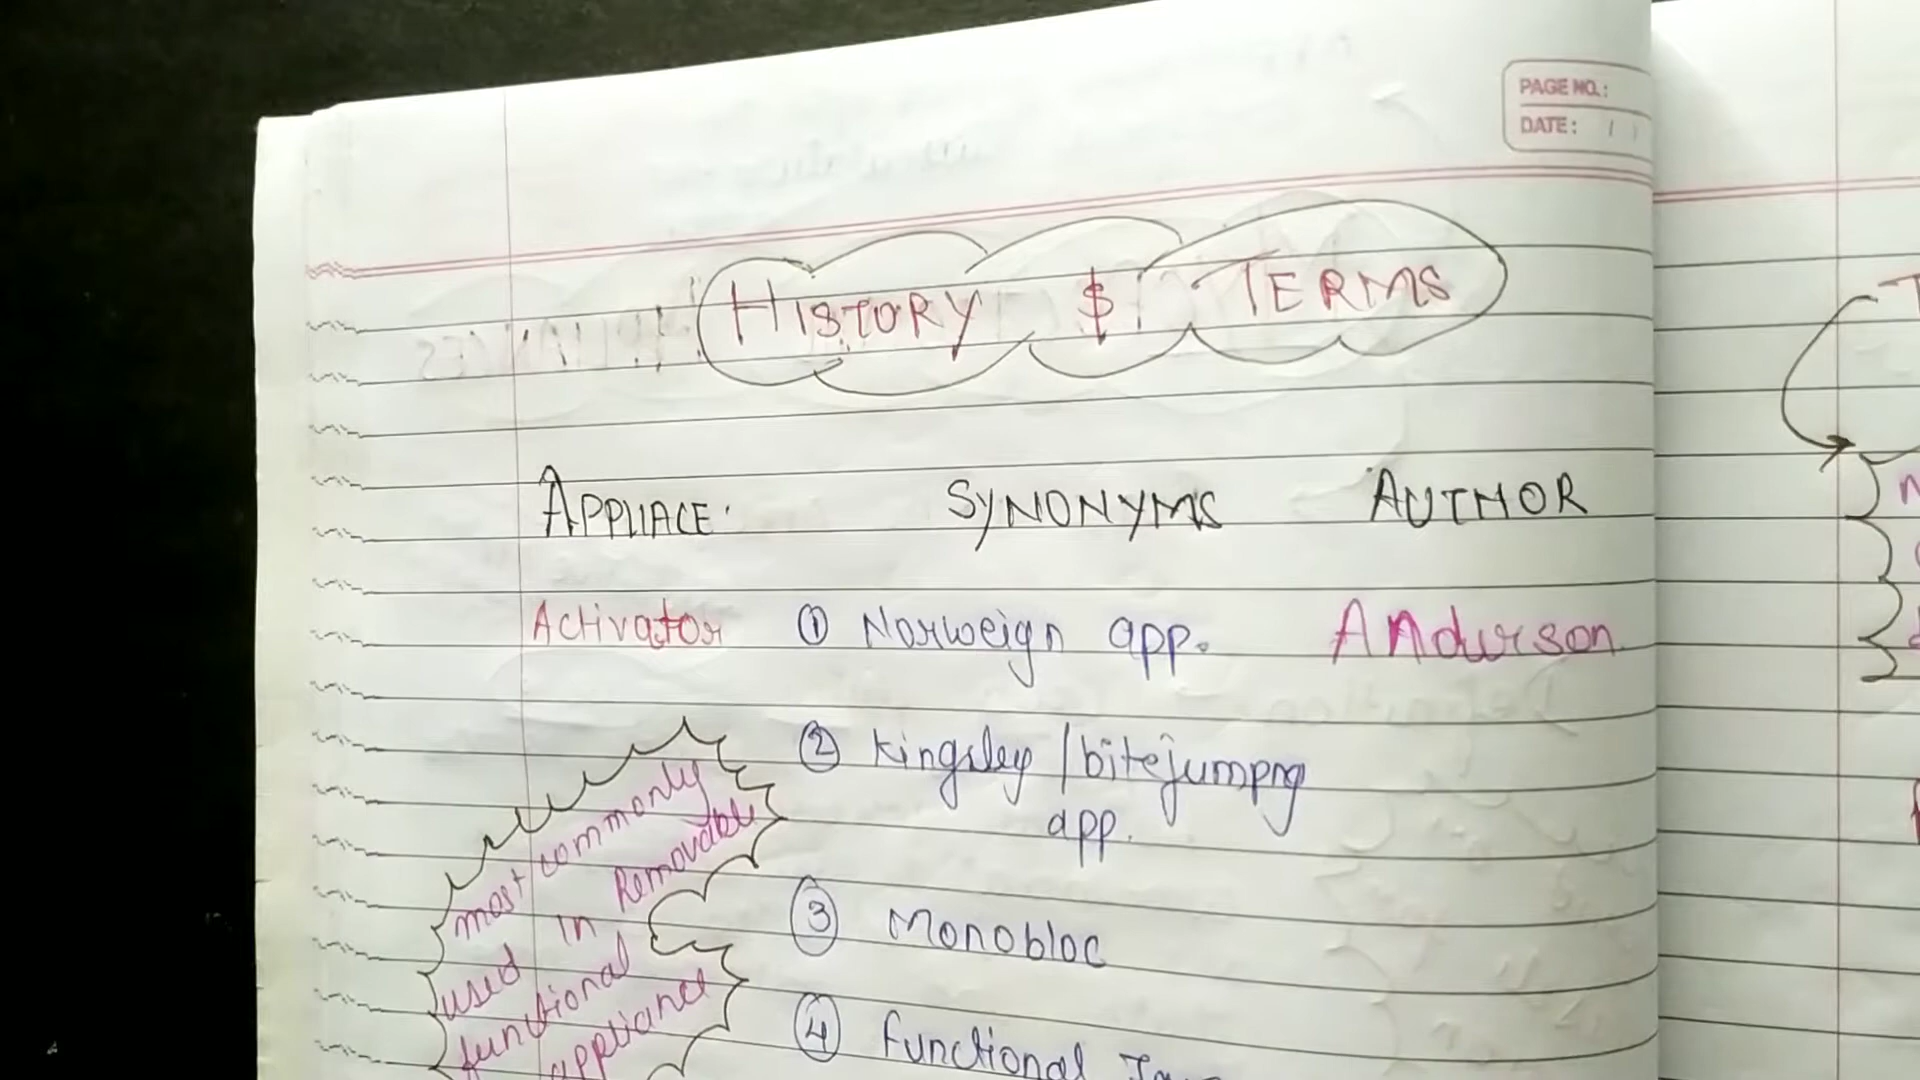 PAGE NO.:
DATE: / /
HISTORY $ TERMS
APPLIACE. SYNONYMS AUTHOR
Activator ① Norweign app. Anderson
② Kingsley / bitejumpng
app.
③ Monobloc
④ functional
most commonly
used in Removable
functional
appliance